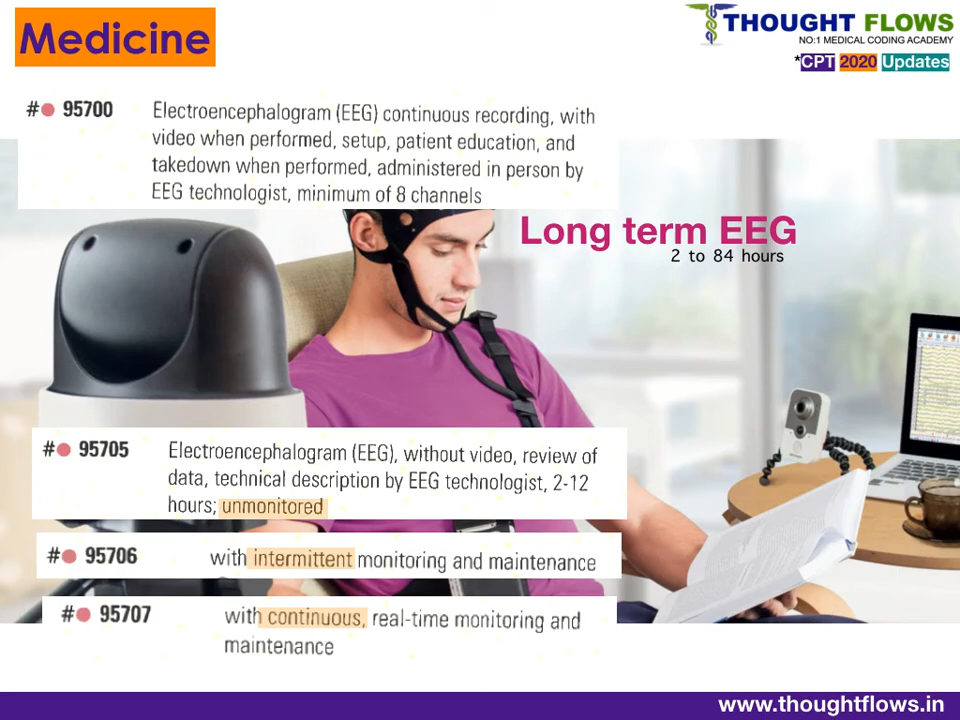 Medicine
THOUGHT FLOWS
NO:1 MEDICAL CODING ACADEMY
*CPT 2020 Updates
#● 95700 Electroencephalogram (EEG) continuous recording, with
video when performed, setup, patient education, and
takedown when performed, administered in person by
EEG technologist, minimum of 8 channels
Long term EEG
2 to 84 hours
#● 95705 Electroencephalogram (EEG), without video, review of
data, technical description by EEG technologist, 2-12
hours; unmonitored
#● 95706 with intermittent monitoring and maintenance
#● 95707 with continuous, real-time monitoring and
maintenance
www.thoughtflows.in